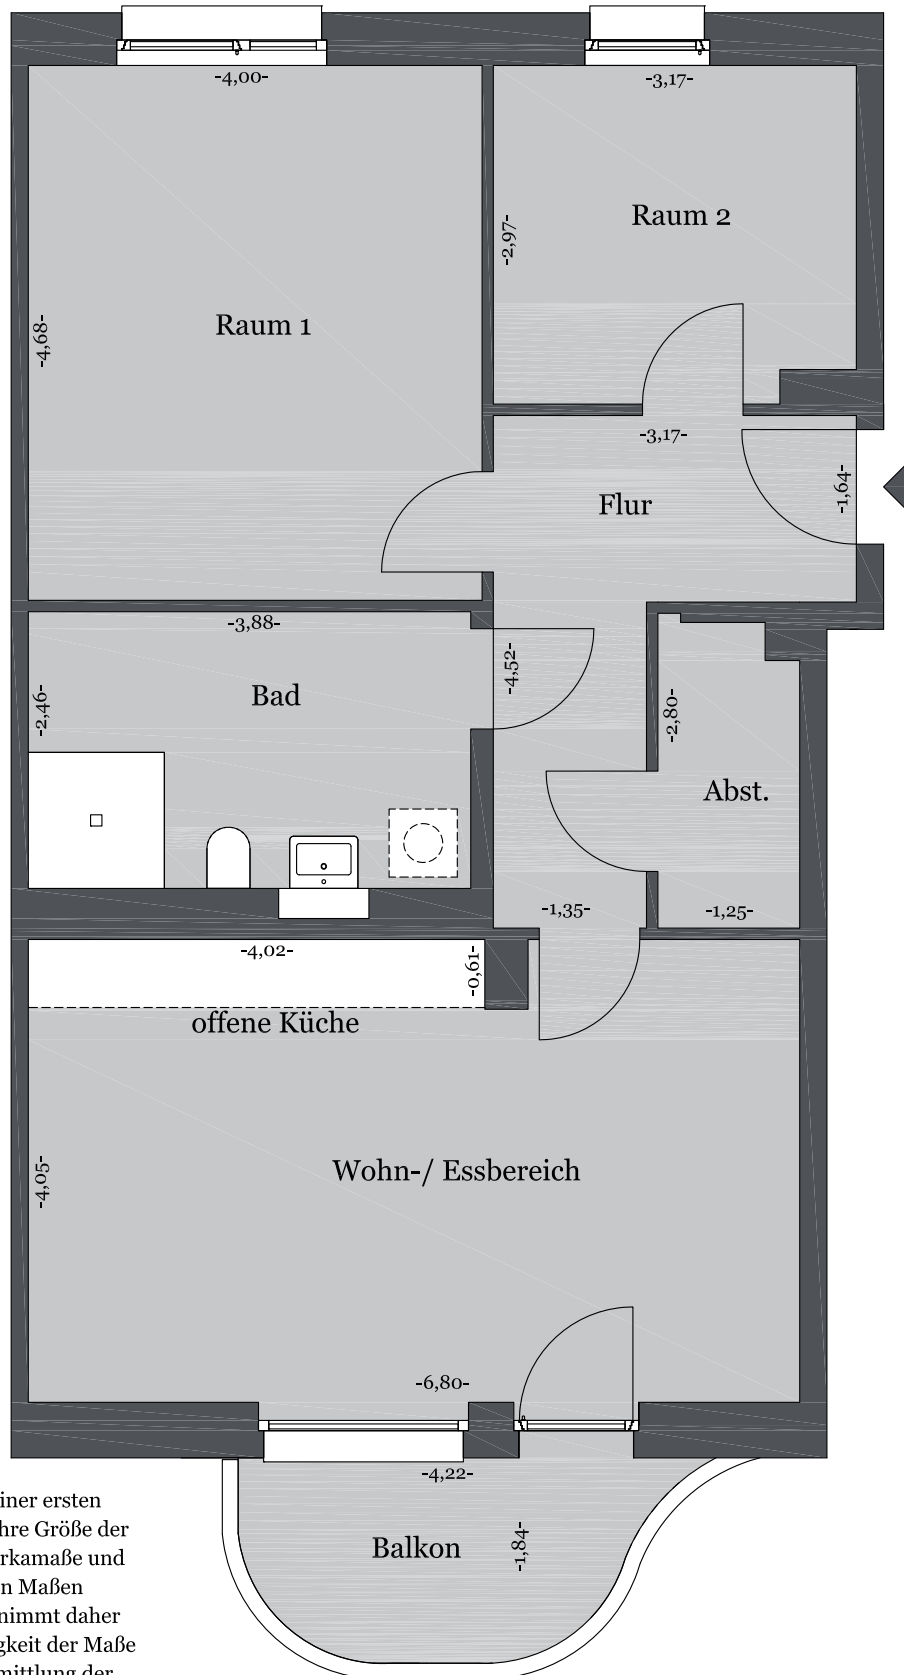 -4,00-
-3,17-
Raum 2
-2,97-
Raum 1
-4,68-
-3,17-
Flur
-1,64-
-3,88-
-4,52-
Bad
-2,46-
-2,80-
Abst.
-1,35-
-1,25-
-4,02-
-0,61-
offene Küche
Wohn-/ Essbereich
-4,05-
-6,80-
-4,22-
Balkon
-1,84-
iner ersten
hre Größe der
rkamaße und
n Maßen
nimmt daher
gkeit der Maße
mittlung der